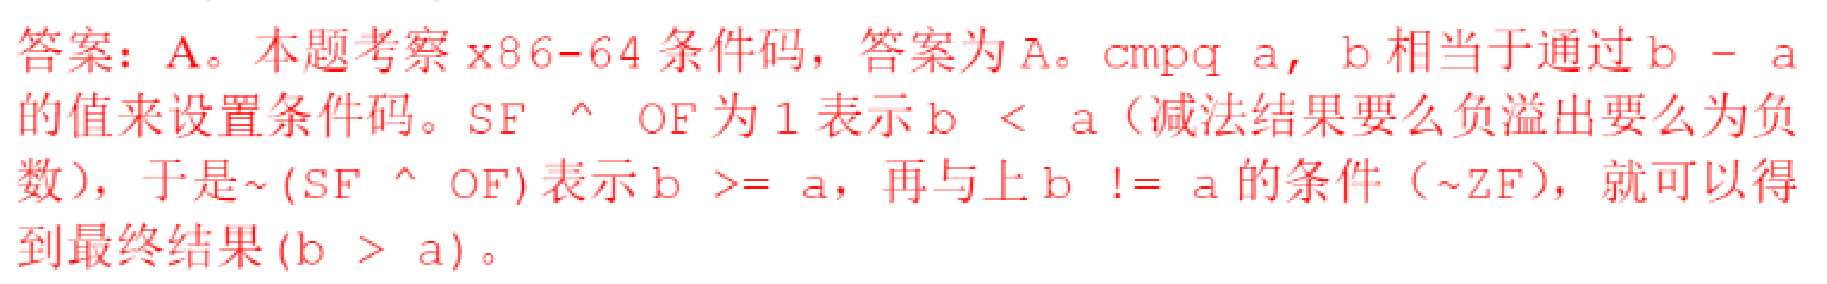 答案：A。本题考察 x86-64 条件码，答案为 A。cmpq a, b 相当于通过 b - a
的值来设置条件码。SF ^ OF 为 1 表示 b < a（减法结果要么负溢出要么为负
数），于是~(SF ^ OF)表示 b >= a，再与上 b != a 的条件（~ZF），就可以得
到最终结果(b > a)。